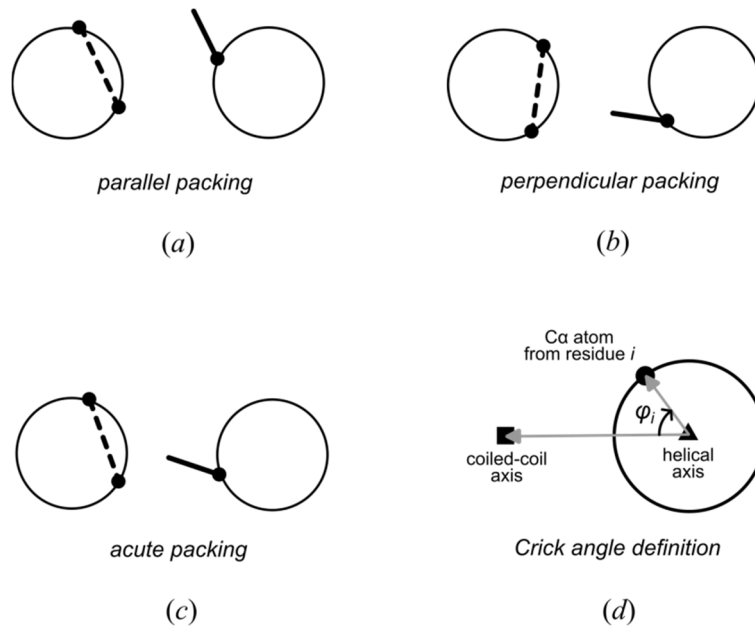 parallel packing
(a)
perpendicular packing
(b)
acute packing
(c)
Cα atom
from residue i
φi
coiled-coil
axis
helical
axis
Crick angle definition
(d)